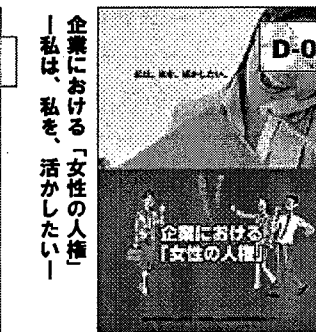 企業における「女性の人権」
―私は、私を、活かしたい―
D-0
私は、私を、活かしたい。
企業における
「女性の人権」